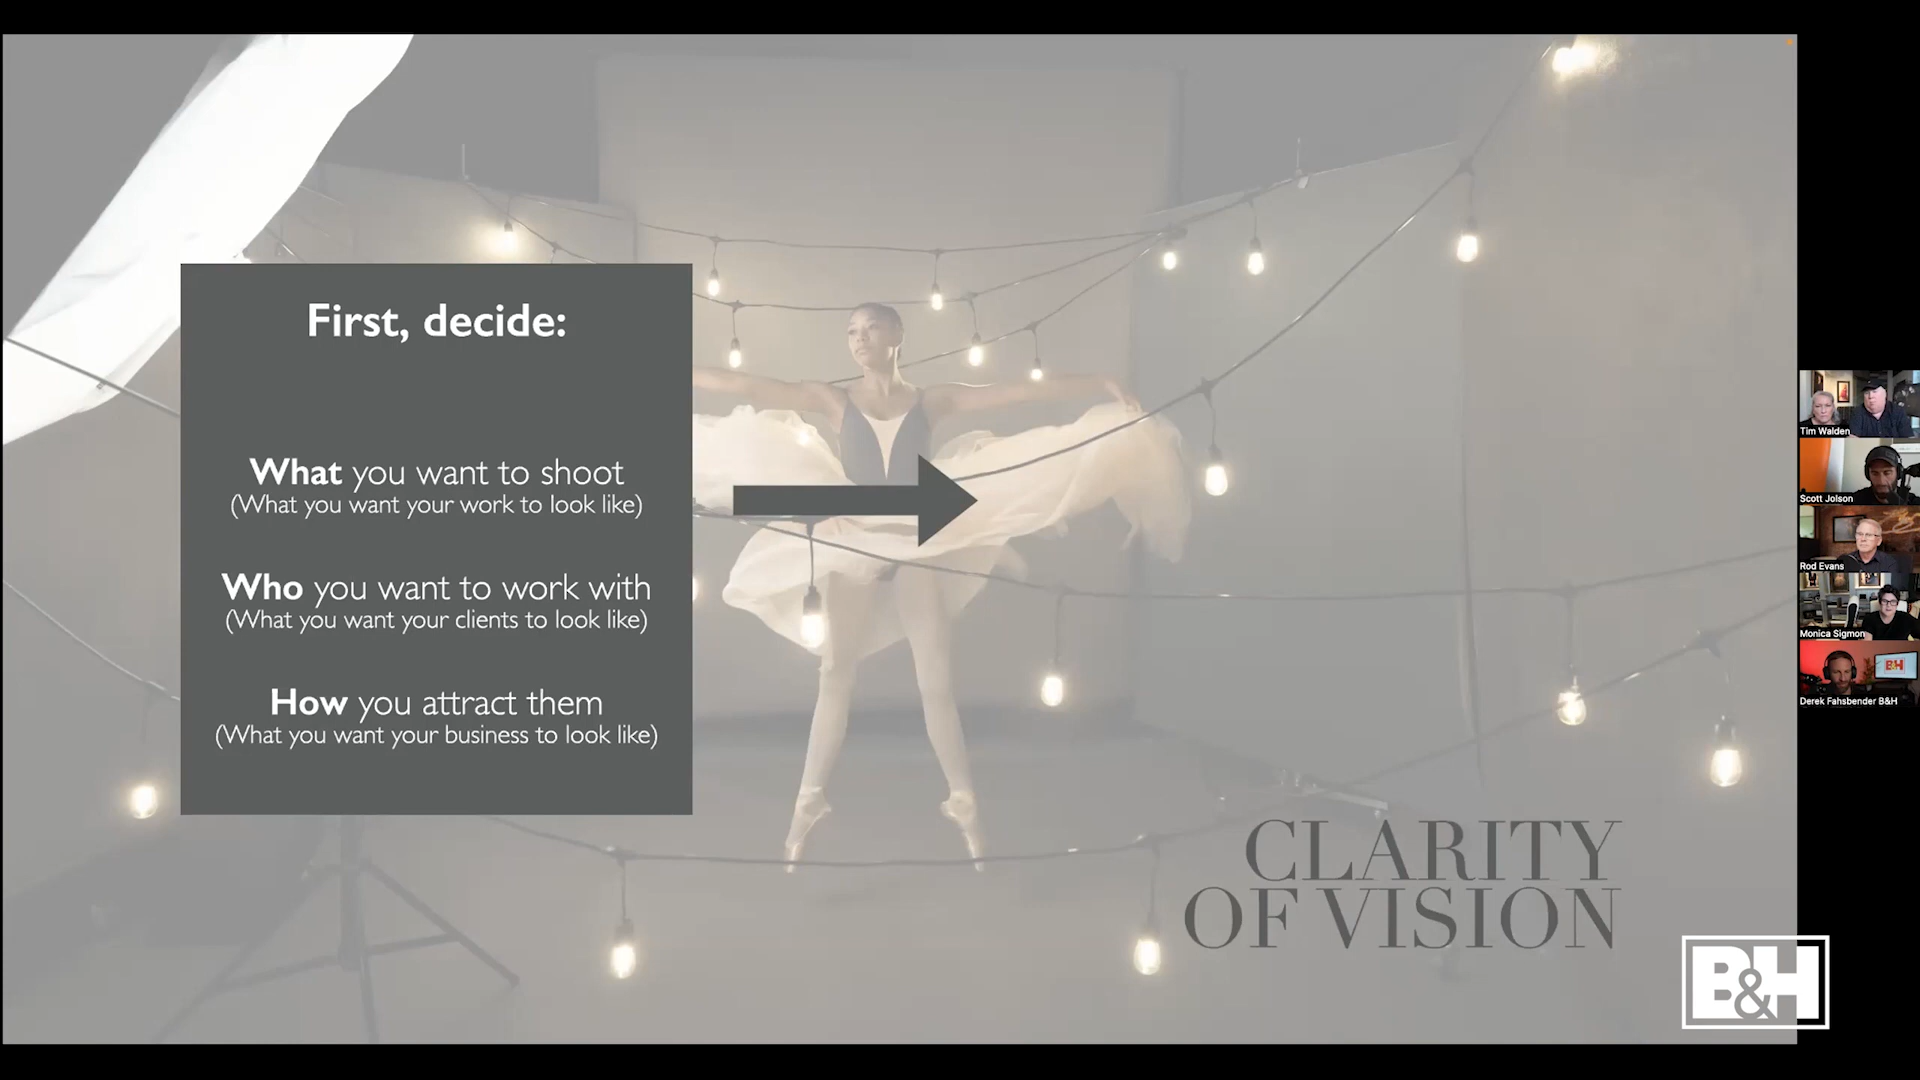 First, decide:
What you want to shoot
(What you want your work to look like)
Who you want to work with
(What you want your clients to look like)
How you attract them
(What you want your business to look like)
CLARITY
OF VISION
B&H
Tim Walden
Scott Jolson
Rod Evans
Monica Sigmon
B&H
Derek Fahsbender B&H